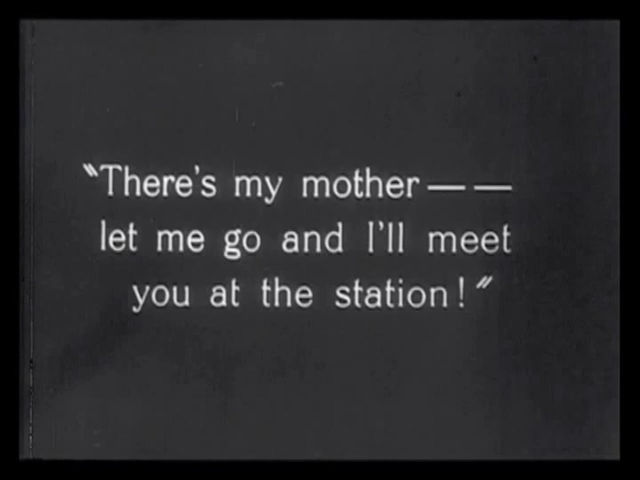 "There's my mother — —
let me go and I'll meet
you at the station!"